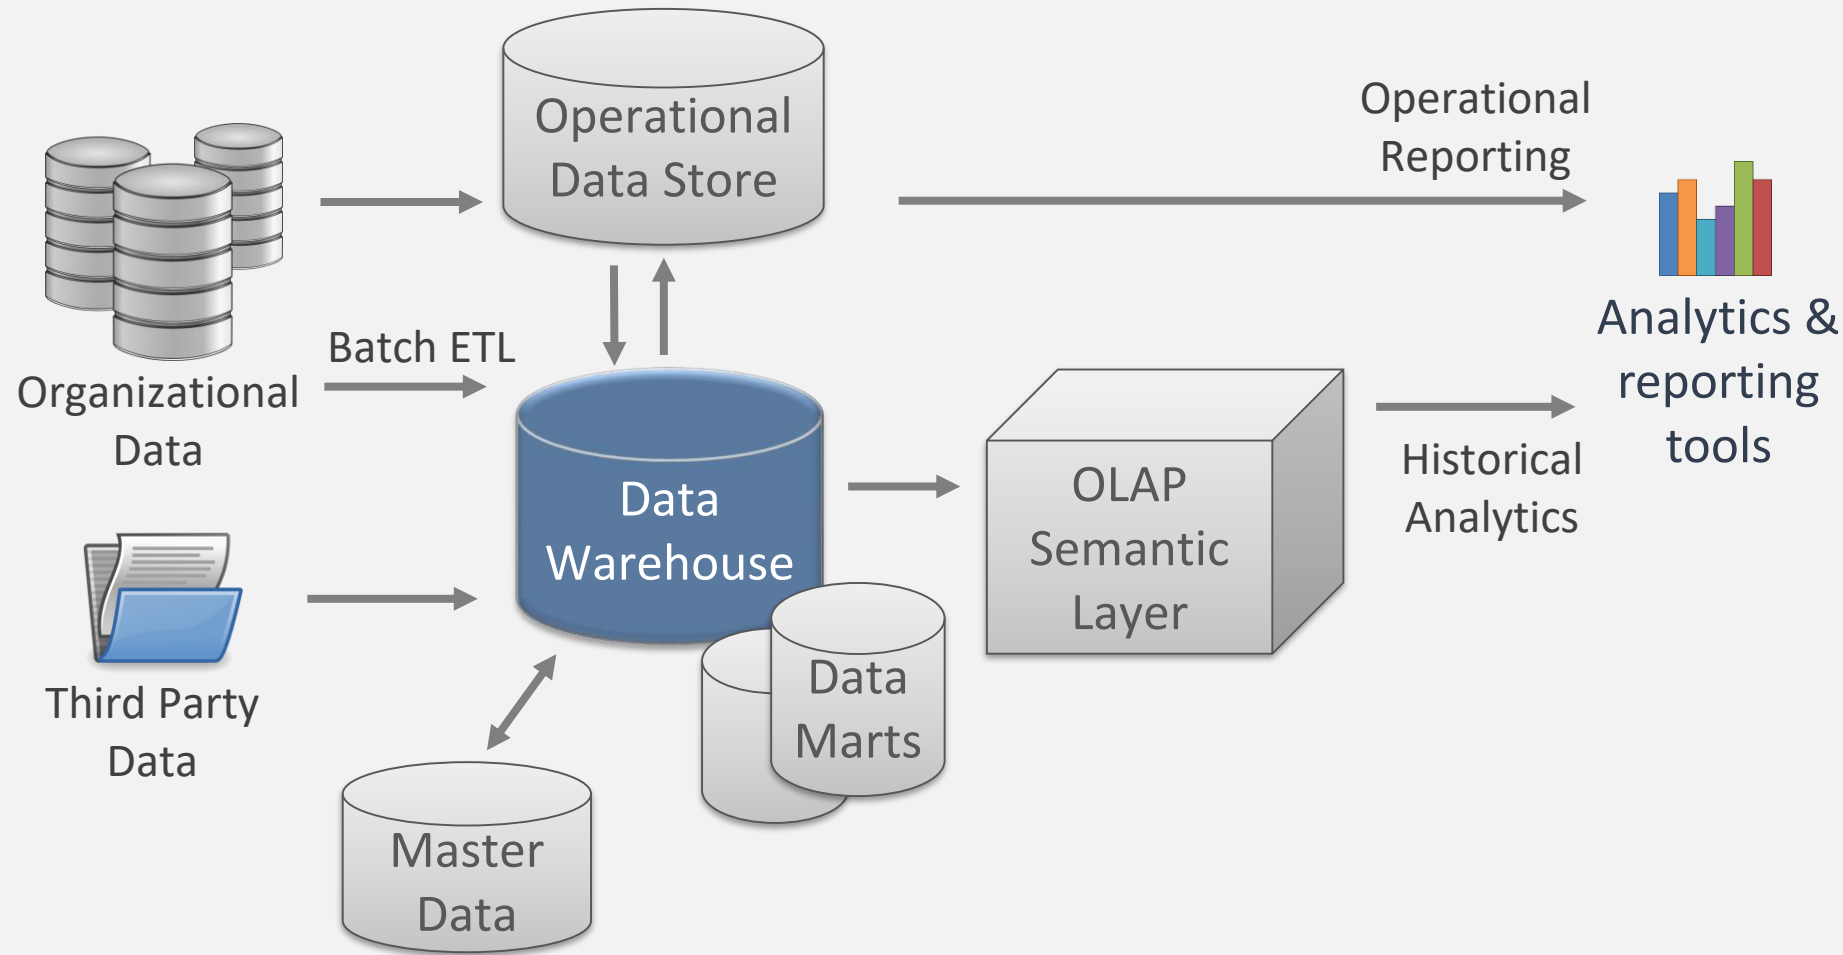 Operational
Data Store
Operational
Reporting
Organizational
Data
Batch ETL
Analytics &
reporting
tools
Data
Warehouse
OLAP
Semantic
Layer
Historical
Analytics
Third Party
Data
Data
Marts
Master
Data